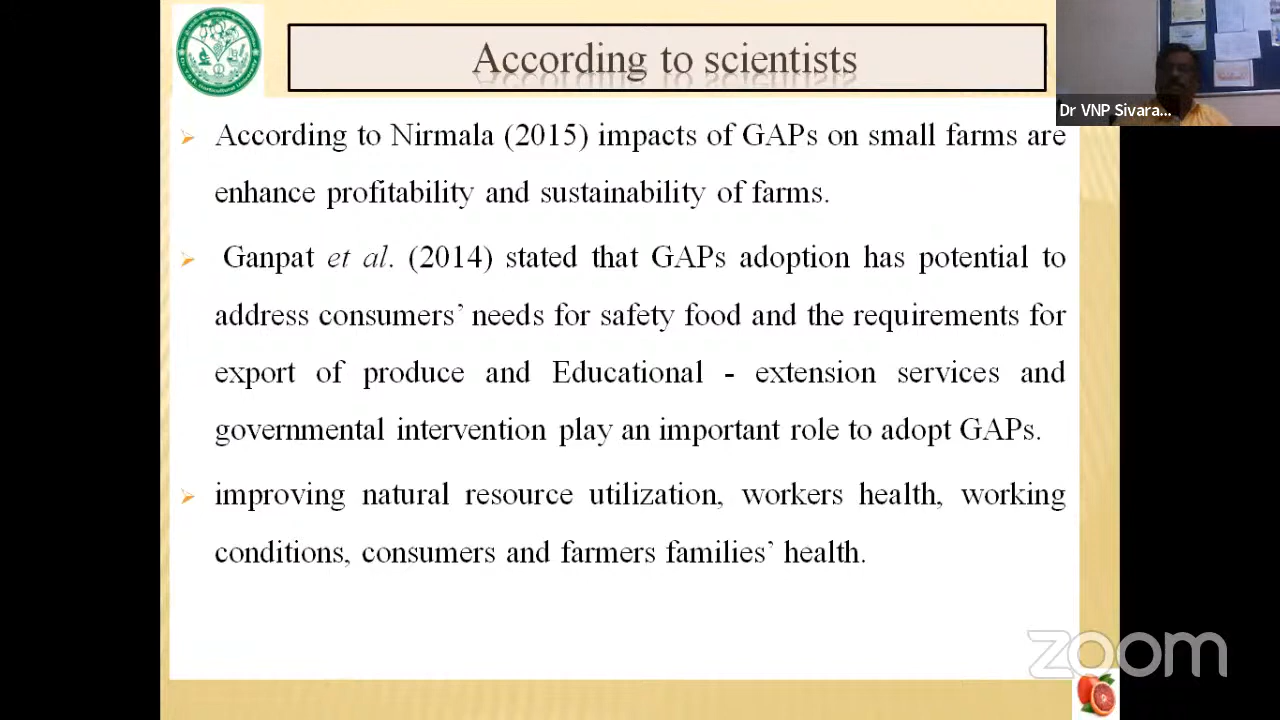 According to scientists
Dr VNP Sivara...
According to Nirmala (2015) impacts of GAPs on small farms are
enhance profitability and sustainability of farms.
Ganpat et al. (2014) stated that GAPs adoption has potential to
address consumers’ needs for safety food and the requirements for
export of produce and Educational - extension services and
governmental intervention play an important role to adopt GAPs.
improving natural resource utilization, workers health, working
conditions, consumers and farmers families’ health.
zoom